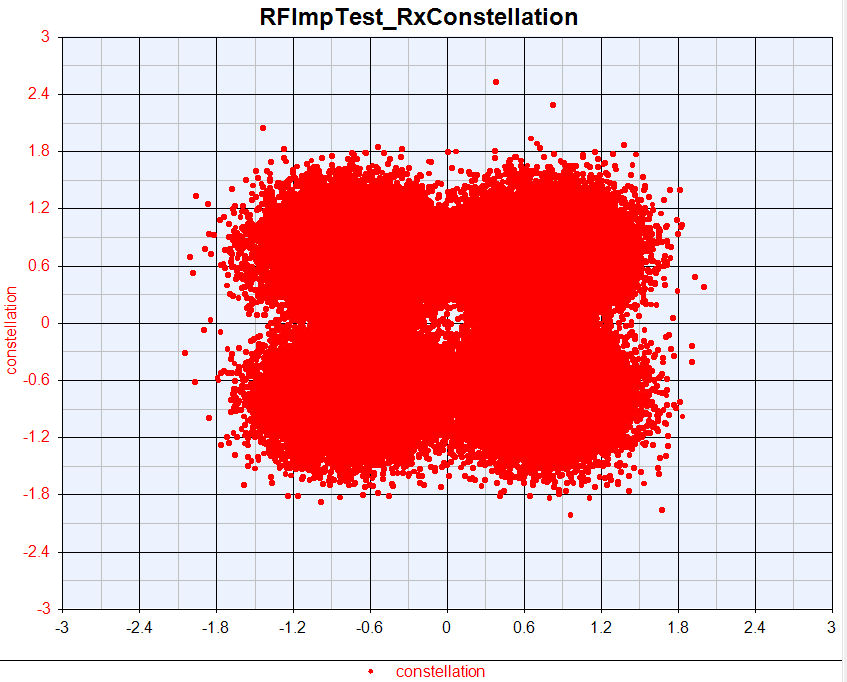 RFImpTest_RxConstellation
3
2.4
1.8
1.2
0.6
0
-0.6
-1.2
-1.8
-2.4
-3
constellation
-3 -2.4 -1.8 -1.2 -0.6 0 0.6 1.2 1.8 2.4 3
constellation